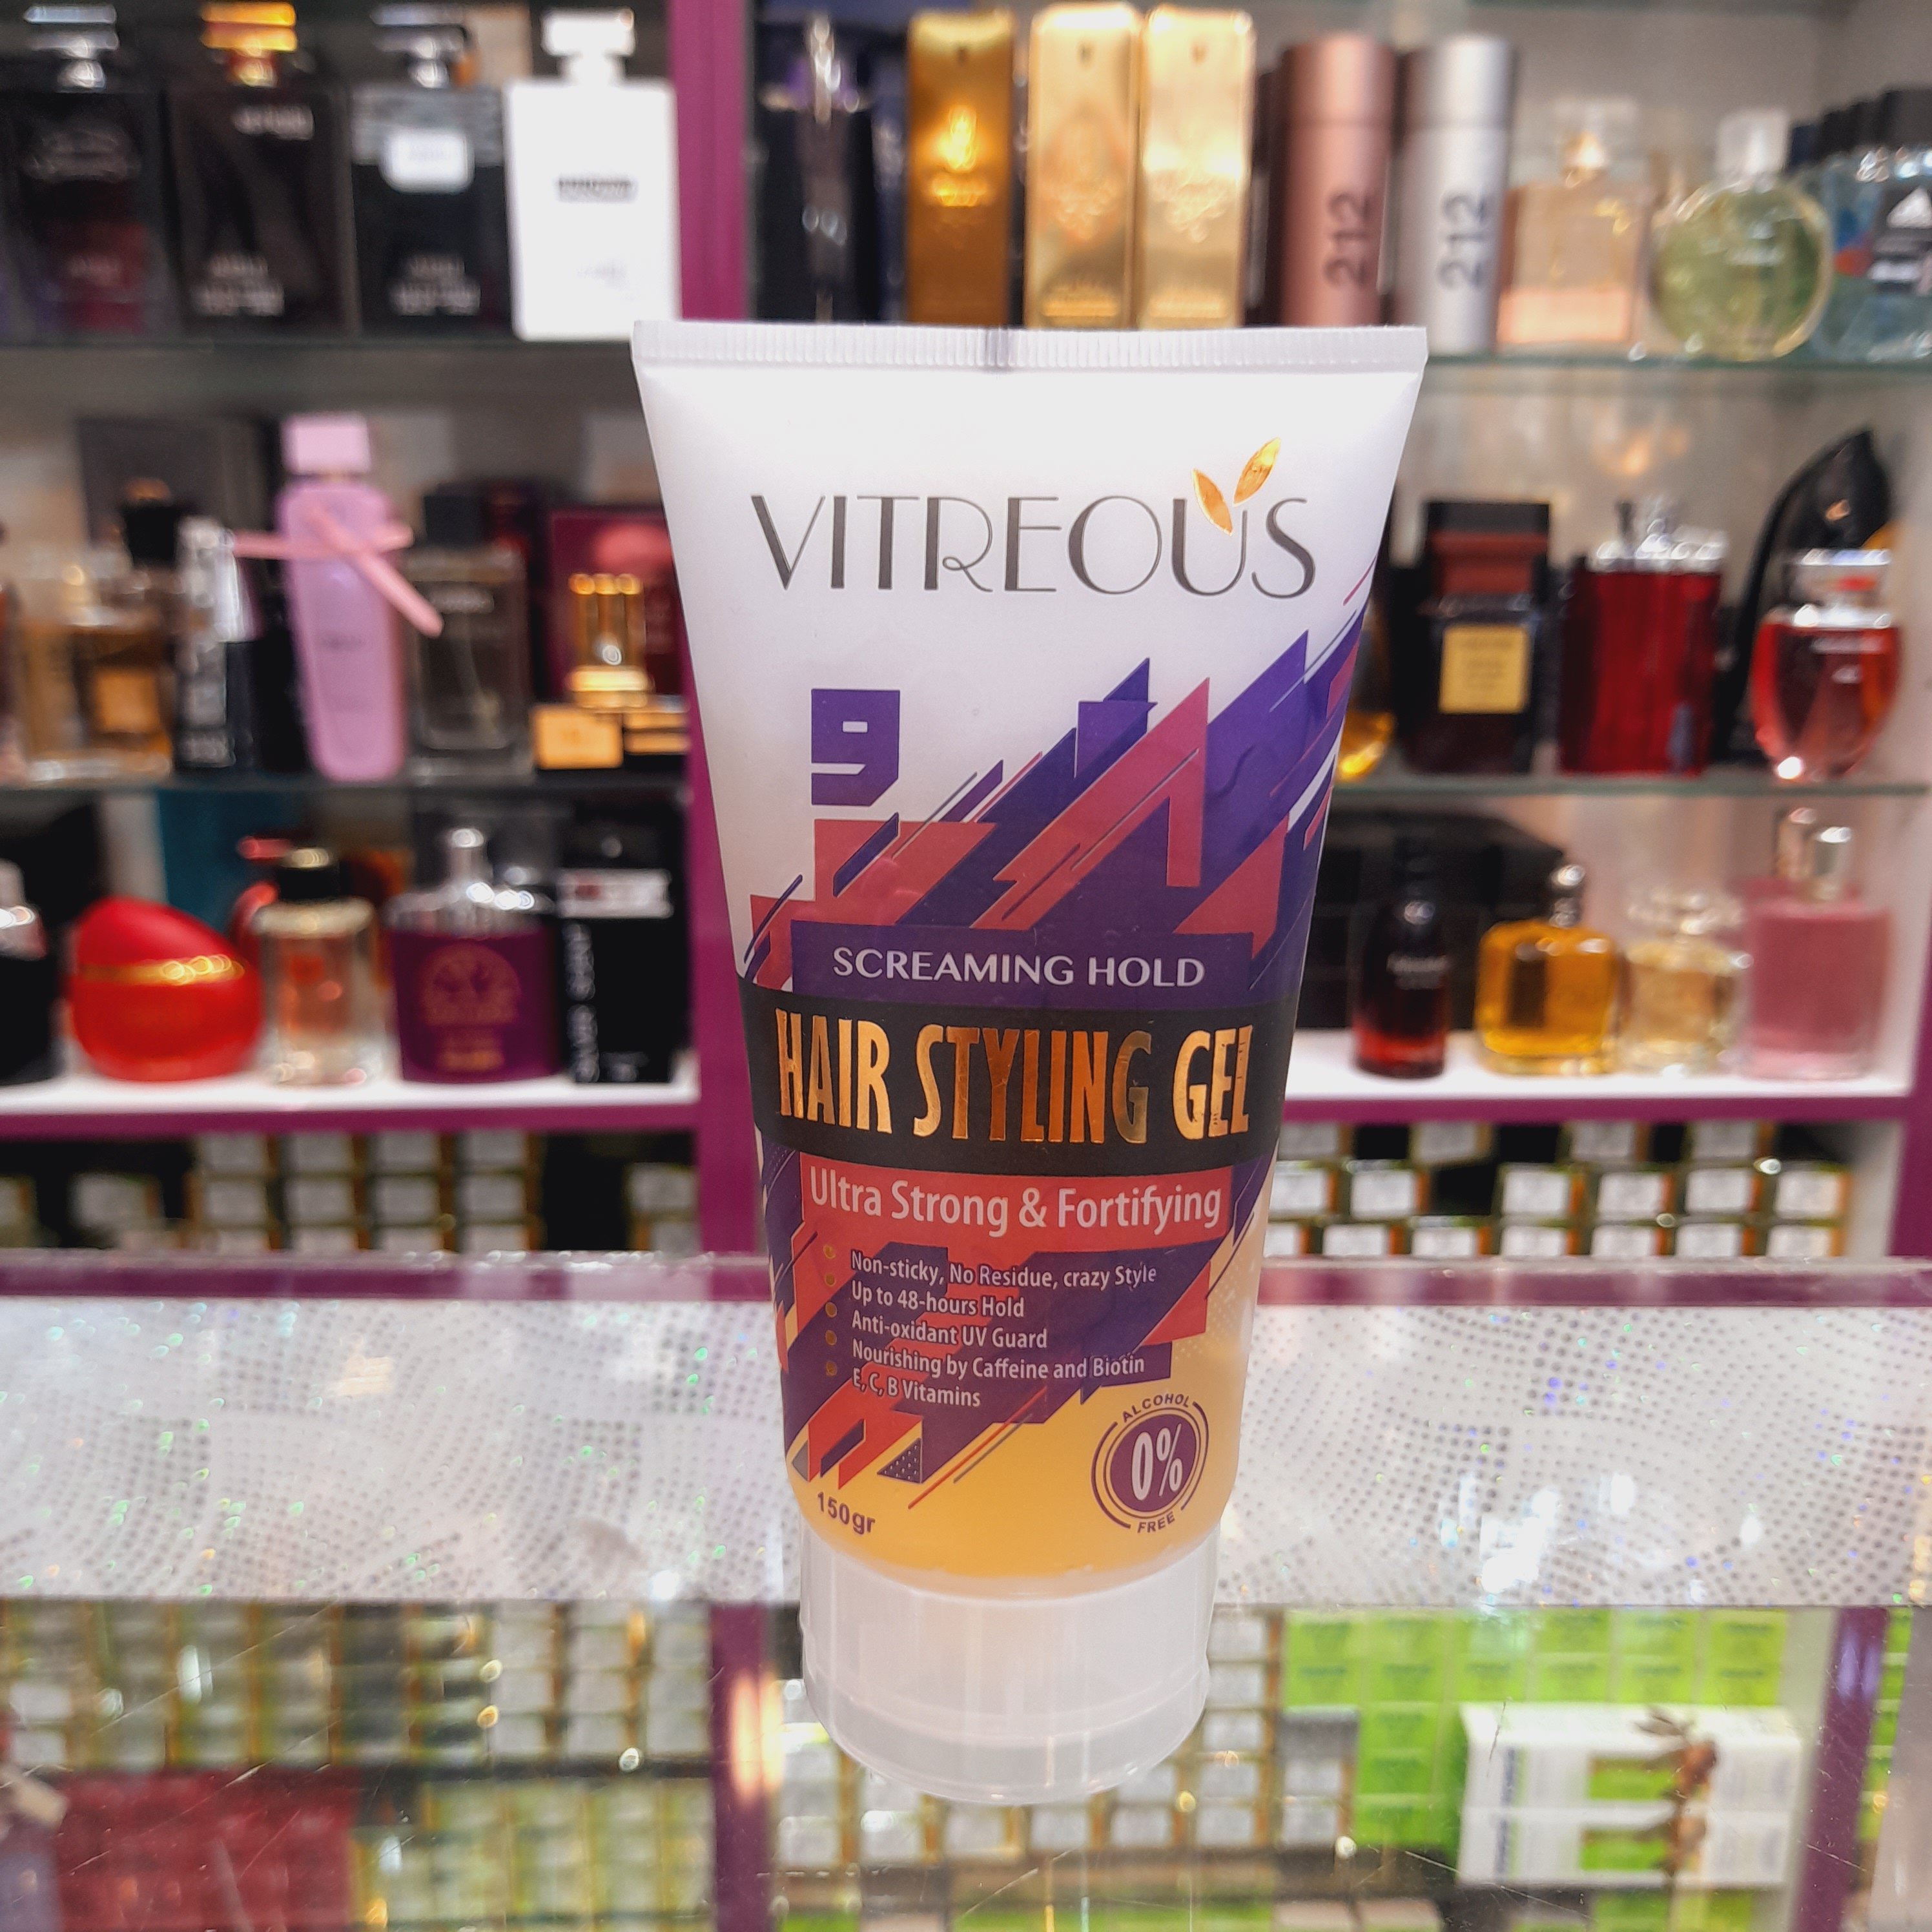 212
212
VITREOUS
9
SCREAMING HOLD
HAIR STYLING GEL
Ultra Strong & Fortifying
Non-sticky, No Residue, crazy Style
Up to 48-hours Hold
Anti-oxidant UV Guard
Nourishing by Caffeine and Biotin
E, C, B Vitamins
ALCOHOL
0%
FREE
150gr